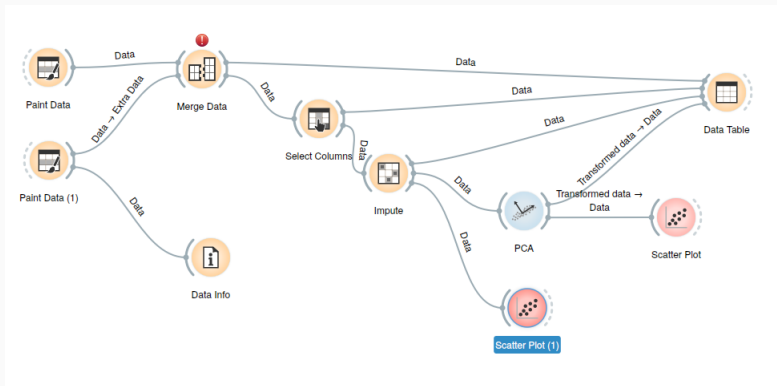 Data
Data
Paint Data
Merge Data
Data → Extra Data
Data
Data
Data
Data Table
Select Columns
Data
Paint Data (1)
Impute
Data
Transformed data → Data
Data
Transformed data →
Data
PCA
Scatter Plot
Data
Data Info
Scatter Plot (1)